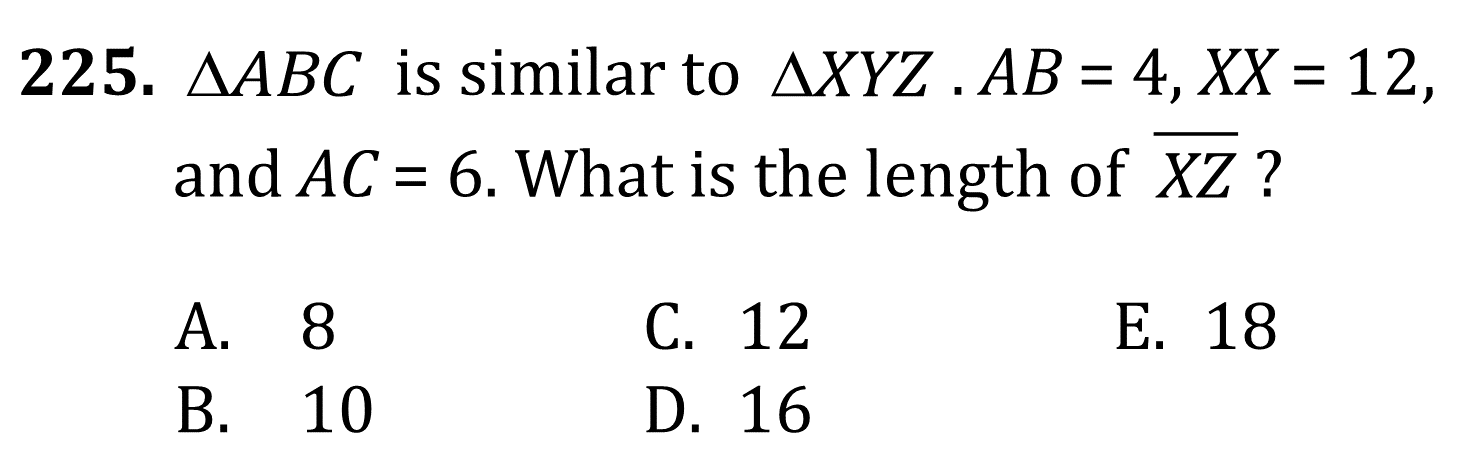 225. ΔABC is similar to ΔXYZ . AB = 4, XX = 12,
and AC = 6. What is the length of X̅Z̅ ?
A. 8 C. 12 E. 18
B. 10 D. 16